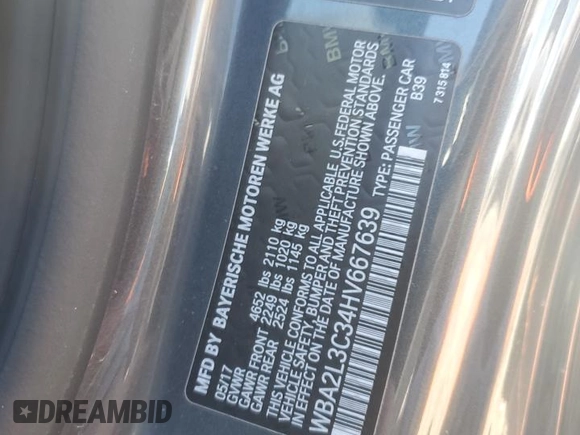 MFD BY BAYERISCHE MOTOREN WERKE AG
05/17
GVWR 4652 lbs 2110 kg
GAWR FRONT 2249 lbs 1020 kg
GAWR REAR 2524 lbs 1145 kg
THIS VEHICLE CONFORMS TO ALL APPLICABLE U.S.FEDERAL MOTOR
VEHICLE SAFETY, BUMPER AND THEFT PREVENTION STANDARDS
IN EFFECT ON THE DATE OF MANUFACTURE SHOWN ABOVE.
WBA2L3C34HV667639 TYPE: PASSENGER CAR
B39
7 315 814
BMW
STAT.AUCTION